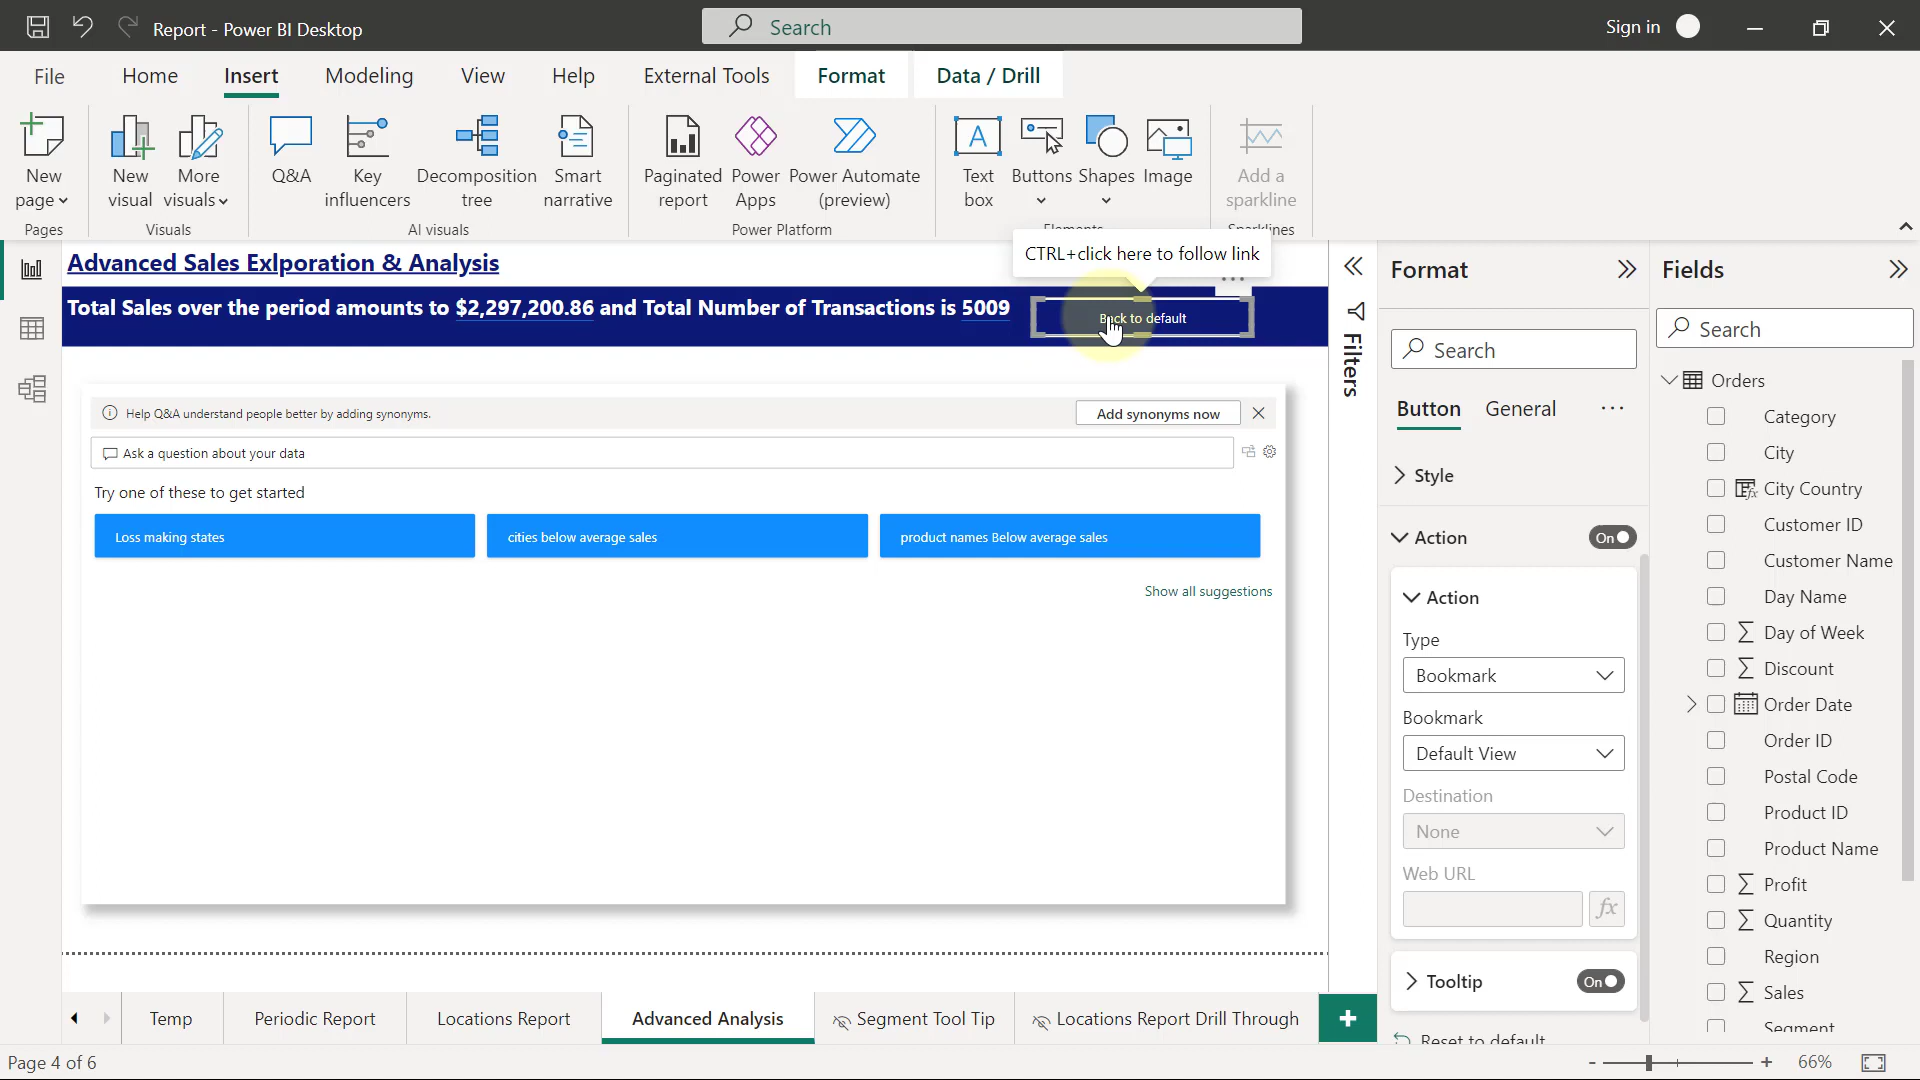 Report - Power BI Desktop
Search
Sign in
File
Home
Insert
Modeling
View
Help
External Tools
Format
Data / Drill
New page
New visual
More visuals
Q&A
Key influencers
Decomposition tree
Smart narrative
Paginated report
Power Apps
Power Automate (preview)
Text box
Buttons
Shapes
Image
Add a sparkline
Pages
Visuals
AI visuals
Power Platform
Elements
Sparklines
CTRL+click here to follow link
Advanced Sales Exlporation & Analysis
Total Sales over the period amounts to $2,297,200.86 and Total Number of Transactions is 5009
Back to default
Help Q&A understand people better by adding synonyms.
Add synonyms now
Ask a question about your data
Try one of these to get started
Loss making states
cities below average sales
product names Below average sales
Show all suggestions
Filters
Format
Search
Button
General
Style
Action
On
Action
Type
Bookmark
Bookmark
Default View
Destination
None
Web URL
fx
Tooltip
On
Reset to default
Fields
Search
Orders
Category
City
City Country
Customer ID
Customer Name
Day Name
Day of Week
Discount
Order Date
Order ID
Postal Code
Product ID
Product Name
Profit
Quantity
Region
Sales
Segment
Temp
Periodic Report
Locations Report
Advanced Analysis
Segment Tool Tip
Locations Report Drill Through
Page 4 of 6
66%